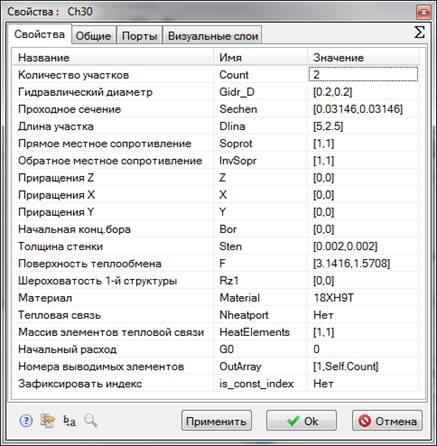 Свойства :   Ch30
Свойства Общие Порты Визуальные слои Σ
Название Имя Значение
Количество участков Count 2
Гидравлический диаметр Gidr_D [0.2,0.2]
Проходное сечение Sechen [0.03146,0.03146]
Длина участка Dlina [5,2.5]
Прямое местное сопротивление Soprot [1,1]
Обратное местное сопротивление InvSopr [1,1]
Приращения Z Z [0,0]
Приращения X X [0,0]
Приращения Y Y [0,0]
Начальная конц.бора Bor [0,0]
Толщина стенки Sten [0.002,0.002]
Поверхность теплообмена F [3.1416,1.5708]
Шероховатость 1-й структуры Rz1 [0,0]
Материал Material 18ХН9Т
Тепловая связь Nheatport Нет
Массив элементов тепловой связи HeatElements [1,1]
Начальный расход G0 0
Номера выводимых элементов OutArray [1,Self.Count]
Зафиксировать индекс is_const_index Нет
Применить Ok Отмена